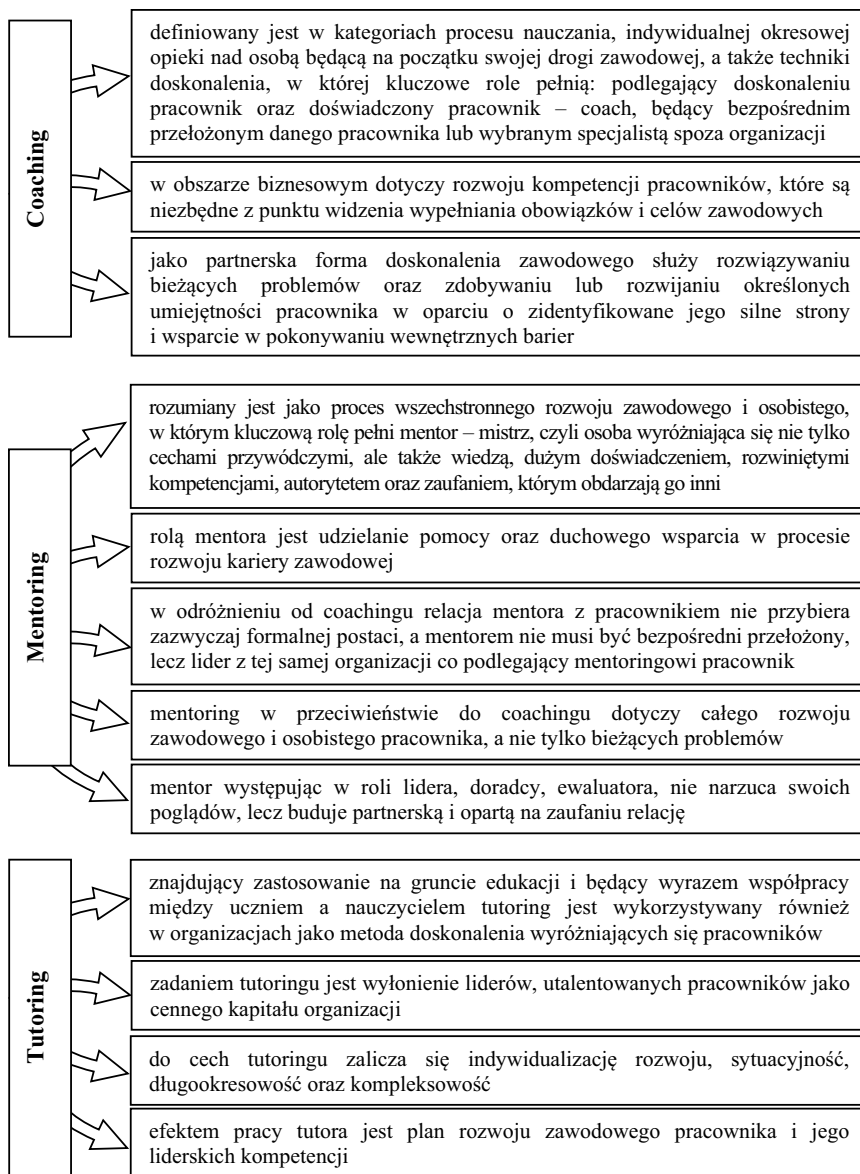 Coaching
definiowany jest w kategoriach procesu nauczania, indywidualnej okresowej
opieki nad osobą będącą na początku swojej drogi zawodowej, a także techniki
doskonalenia, w której kluczowe role pełnią: podlegający doskonaleniu
pracownik oraz doświadczony pracownik – coach, będący bezpośrednim
przełożonym danego pracownika lub wybranym specjalistą spoza organizacji
w obszarze biznesowym dotyczy rozwoju kompetencji pracowników, które są
niezbędne z punktu widzenia wypełniania obowiązków i celów zawodowych
jako partnerska forma doskonalenia zawodowego służy rozwiązywaniu
bieżących problemów oraz zdobywaniu lub rozwijaniu określonych
umiejętności pracownika w oparciu o zidentyfikowane jego silne strony
i wsparcie w pokonywaniu wewnętrznych barier
Mentoring
rozumiany jest jako proces wszechstronnego rozwoju zawodowego i osobistego,
w którym kluczową rolę pełni mentor – mistrz, czyli osoba wyróżniająca się nie tylko
cechami przywódczymi, ale także wiedzą, dużym doświadczeniem, rozwiniętymi
kompetencjami, autorytetem oraz zaufaniem, którym obdarzają go inni
rolą mentora jest udzielanie pomocy oraz duchowego wsparcia w procesie
rozwoju kariery zawodowej
w odróżnieniu od coachingu relacja mentora z pracownikiem nie przybiera
zazwyczaj formalnej postaci, a mentorem nie musi być bezpośredni przełożony,
lecz lider z tej samej organizacji co podlegający mentoringowi pracownik
mentoring w przeciwieństwie do coachingu dotyczy całego rozwoju
zawodowego i osobistego pracownika, a nie tylko bieżących problemów
mentor występując w roli lidera, doradcy, ewaluatora, nie narzuca swoich
poglądów, lecz buduje partnerską i opartą na zaufaniu relację
Tutoring
znajdujący zastosowanie na gruncie edukacji i będący wyrazem współpracy
między uczniem a nauczycielem tutoring jest wykorzystywany również
w organizacjach jako metoda doskonalenia wyróżniających się pracowników
zadaniem tutoringu jest wyłonienie liderów, utalentowanych pracowników jako
cennego kapitału organizacji
do cech tutoringu zalicza się indywidualizację rozwoju, sytuacyjność,
długookresowość oraz kompleksowość
efektem pracy tutora jest plan rozwoju zawodowego pracownika i jego
liderskich kompetencji